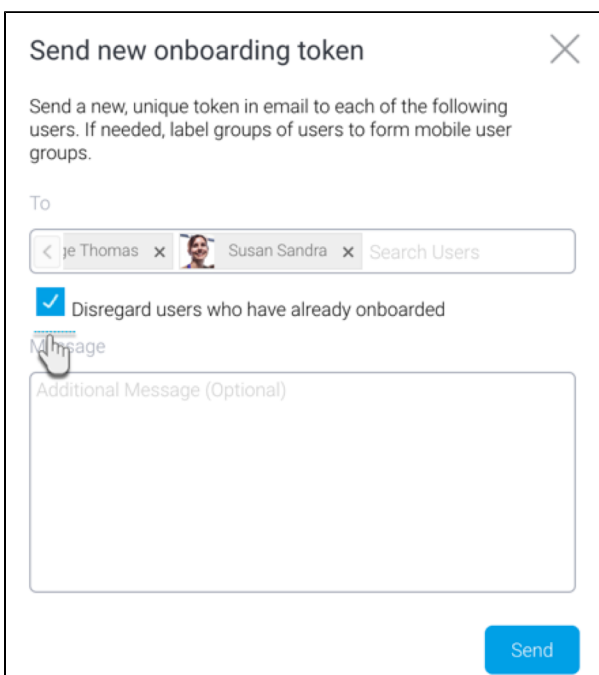 Send new onboarding token
Send a new, unique token in email to each of the following
users. If needed, label groups of users to form mobile user
groups.
To
Thomas Susan Sandra Search Users
Disregard users who have already onboarded
Message
Additional Message (Optional)
Send